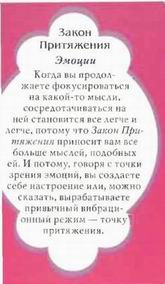 Закон
Притяжения
Эмоции
Когда вы продол-
жаете фокусироваться
на какой-то мысли,
сосредотачиваться на
ней становится все легче и
легче, потому что Закон При-
тяжения приносит вам все
больше мыслей, подобных
ей. И потому, говоря с точки
зрения эмоций, вы создаете
себе настроение или, можно
сказать, вырабатываете
привычный вибраци-
онный режим — точку
притяжения.